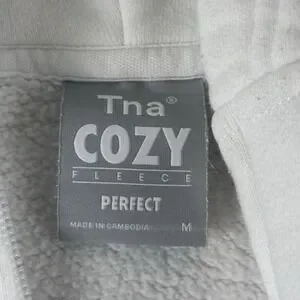 Tna®
COZY
FLEECE
PERFECT
MADE IN CAMBODIA M